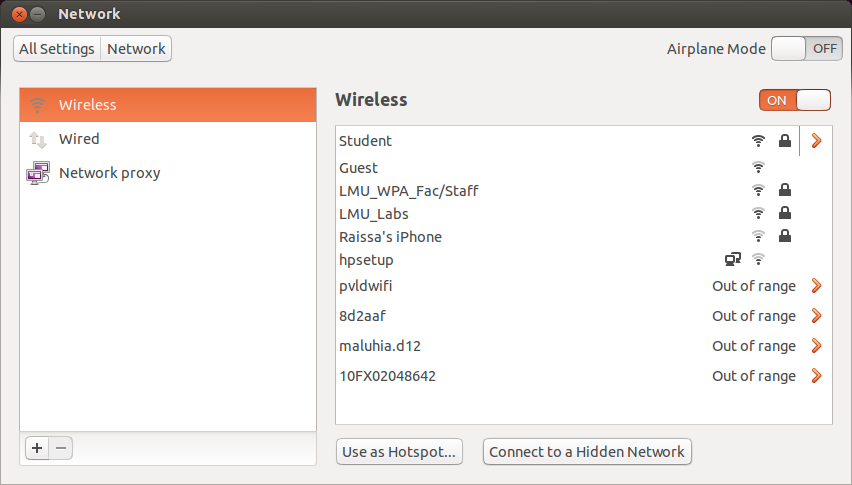 Network
All Settings Network Airplane Mode OFF
Wireless
Wired
Network proxy
Wireless ON
Student
Guest
LMU_WPA_Fac/Staff
LMU_Labs
Raissa's iPhone
hpsetup
pvldwifi Out of range
8d2aaf Out of range
maluhia.d12 Out of range
10FX02048642 Out of range
Use as Hotspot... Connect to a Hidden Network